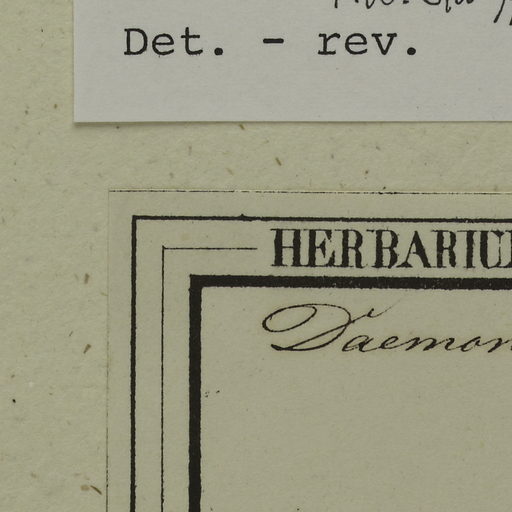 Det. - rev.
HERBARIU
Daemon